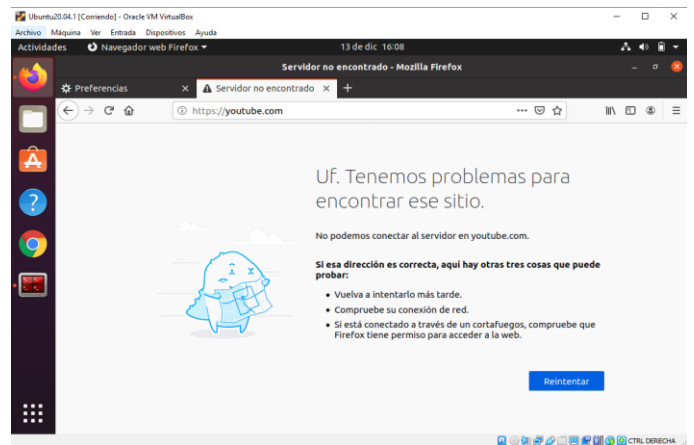 Ubuntu20.04.1 [Corriendo] - Oracle VM VirtualBox
Archivo Máquina Ver Entrada Dispositivos Ayuda
Actividades Navegador web Firefox 13 de dic 16:08
Servidor no encontrado - Mozilla Firefox
Preferencias Servidor no encontrado
https://youtube.com
Uf. Tenemos problemas para
encontrar ese sitio.
No podemos conectar al servidor en youtube.com.
Si esa dirección es correcta, aquí hay otras tres cosas que puede
probar:
• Vuelva a intentarlo más tarde.
• Compruebe su conexión de red.
• Si está conectado a través de un cortafuegos, compruebe que
Firefox tiene permiso para acceder a la web.
Reintentar
CTRL DERECHA